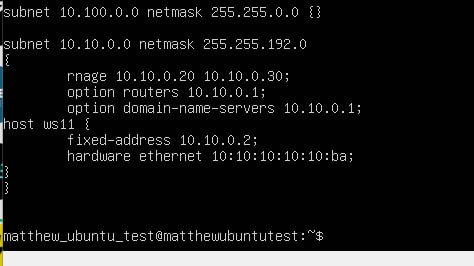 subnet 10.100.0.0 netmask 255.255.0.0 {}
subnet 10.10.0.0 netmask 255.255.192.0
{
rnage 10.10.0.20 10.10.0.30;
option routers 10.10.0.1;
option domain-name-servers 10.10.0.1;
host ws11 {
fixed-address 10.10.0.2;
hardware ethernet 10:10:10:10:10:ba;
}
}
matthew_ubuntu_test@matthewubuntutest:~$